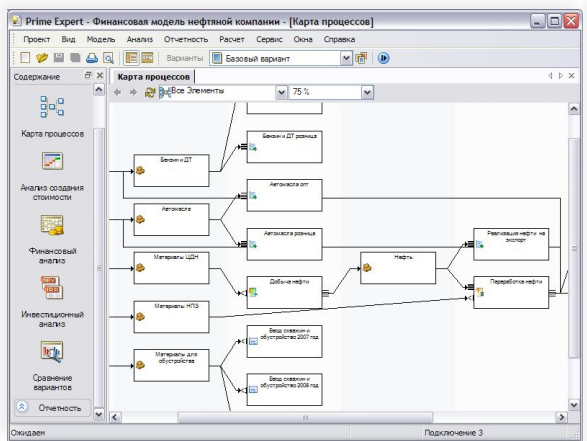 Prime Expert - Финансовая модель нефтяной компании - [Карта процессов]
Проект Вид Модель Анализ Отчетность Расчет Сервис Окна Справка
Варианты Базовый вариант
Содержание
Карта процессов
Все Элементы 75 %
Карта процессов
Анализ создания
стоимости
Финансовый
анализ
Инвестиционный
анализ
Сравнение
вариантов
Отчетность
Бензин и ДТ розница
Бензин и ДТ
Автомасла опт
Автомасла
Автомасла розница
Реализация нефти на
экспорт
Материалы ЦДН
Добыча нефти
Нефть
Переработка нефти
Материалы НПЗ
Ввод скважин и
обустройство 2007 год
Материалы для
обустройства
Ввод скважин и
обустройство 2008 год
Ожидаем
Подключение 3